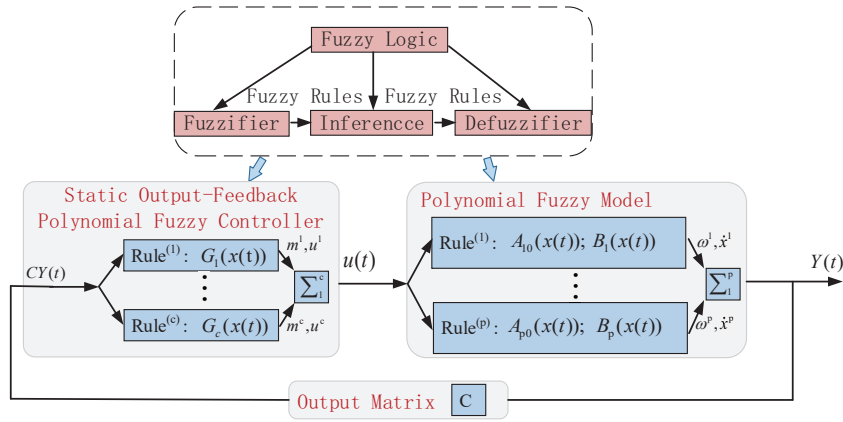 Fuzzy Logic
Fuzzy Rules Fuzzy Rules
Fuzzifier Inferencce Defuzzifier
Static Output-Feedback
Polynomial Fuzzy Controller
CY(t)
Rule⁽¹⁾: G₁(x(t))
⋮
Rule⁽ᶜ⁾: G_c(x(t))
m¹,u¹
∑₁ᶜ
mᶜ,uᶜ
u(t)
Polynomial Fuzzy Model
Rule⁽¹⁾: A₁₀(x(t)); B₁(x(t))
⋮
Rule⁽ᵖ⁾: Aₚ₀(x(t)); Bₚ(x(t))
ω¹,ẋ¹
∑₁ᵖ
ωᵖ,ẋᵖ
Y(t)
Output Matrix C